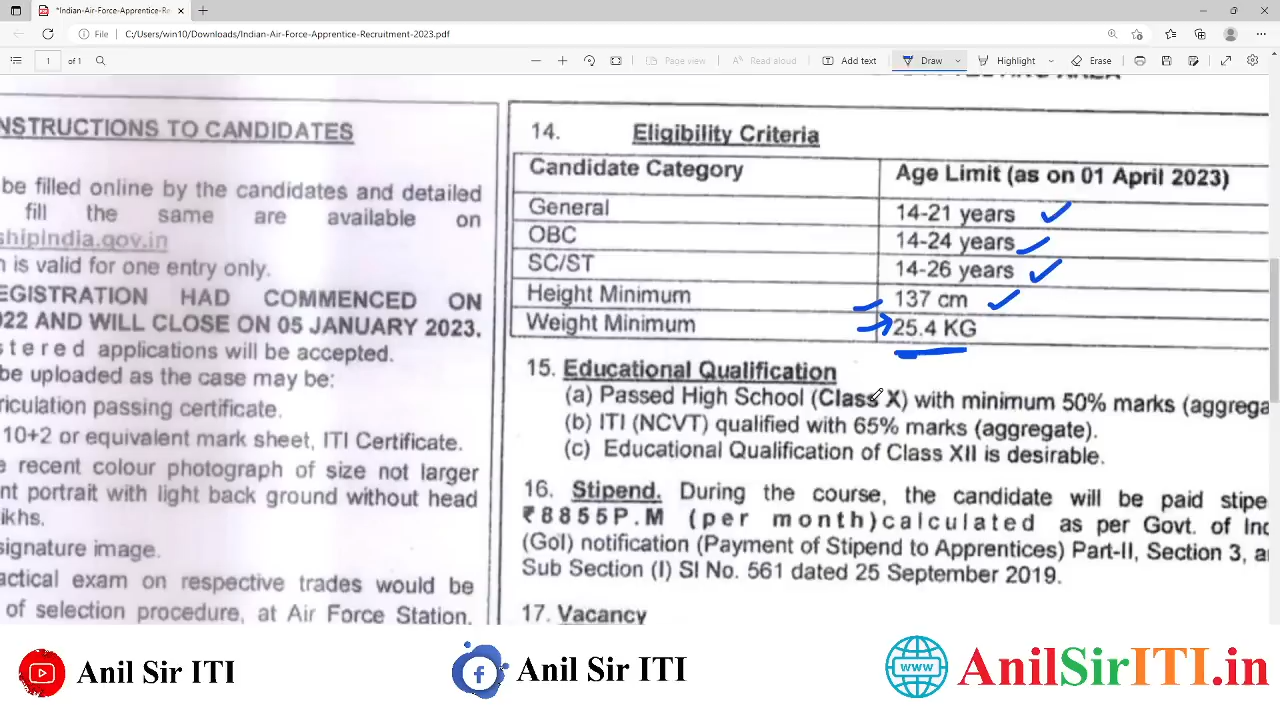 *Indian-Air-Force-Apprentice-Rec
File
C:/Users/win10/Downloads/Indian-Air-Force-Apprentice-Recruitment-2023.pdf
1 of 1
Page view
Read aloud
Add text
Draw
Highlight
Erase
NSTRUCTIONS TO CANDIDATES
be filled online by the candidates and detailed
fill the same are available on
shipIndia.gov.in
n is valid for one entry only.
EGISTRATION HAD COMMENCED ON
022 AND WILL CLOSE ON 05 JANUARY 2023.
stered applications will be accepted.
be uploaded as the case may be:
riculation passing certificate.
10+2 or equivalent mark sheet, ITI Certificate.
e recent colour photograph of size not larger
nt portrait with light back ground without head
ikhs.
signature image.
actical exam on respective trades would be
of selection procedure, at Air Force Station.
14. Eligibility Criteria
Candidate Category Age Limit (as on 01 April 2023)
General 14-21 years
OBC 14-24 years
SC/ST 14-26 years
Height Minimum 137 cm
Weight Minimum 25.4 KG
15. Educational Qualification
(a) Passed High School (Class X) with minimum 50% marks (aggrega
(b) ITI (NCVT) qualified with 65% marks (aggregate).
(c) Educational Qualification of Class XII is desirable.
16. Stipend. During the course, the candidate will be paid stipe
₹8855P.M (per month)calculated as per Govt. of Inc
(GoI) notification (Payment of Stipend to Apprentices) Part-II, Section 3, a
Sub Section (I) SI No. 561 dated 25 September 2019.
17. Vacancy
Anil Sir ITI
Anil Sir ITI
www
AnilSirITI.in